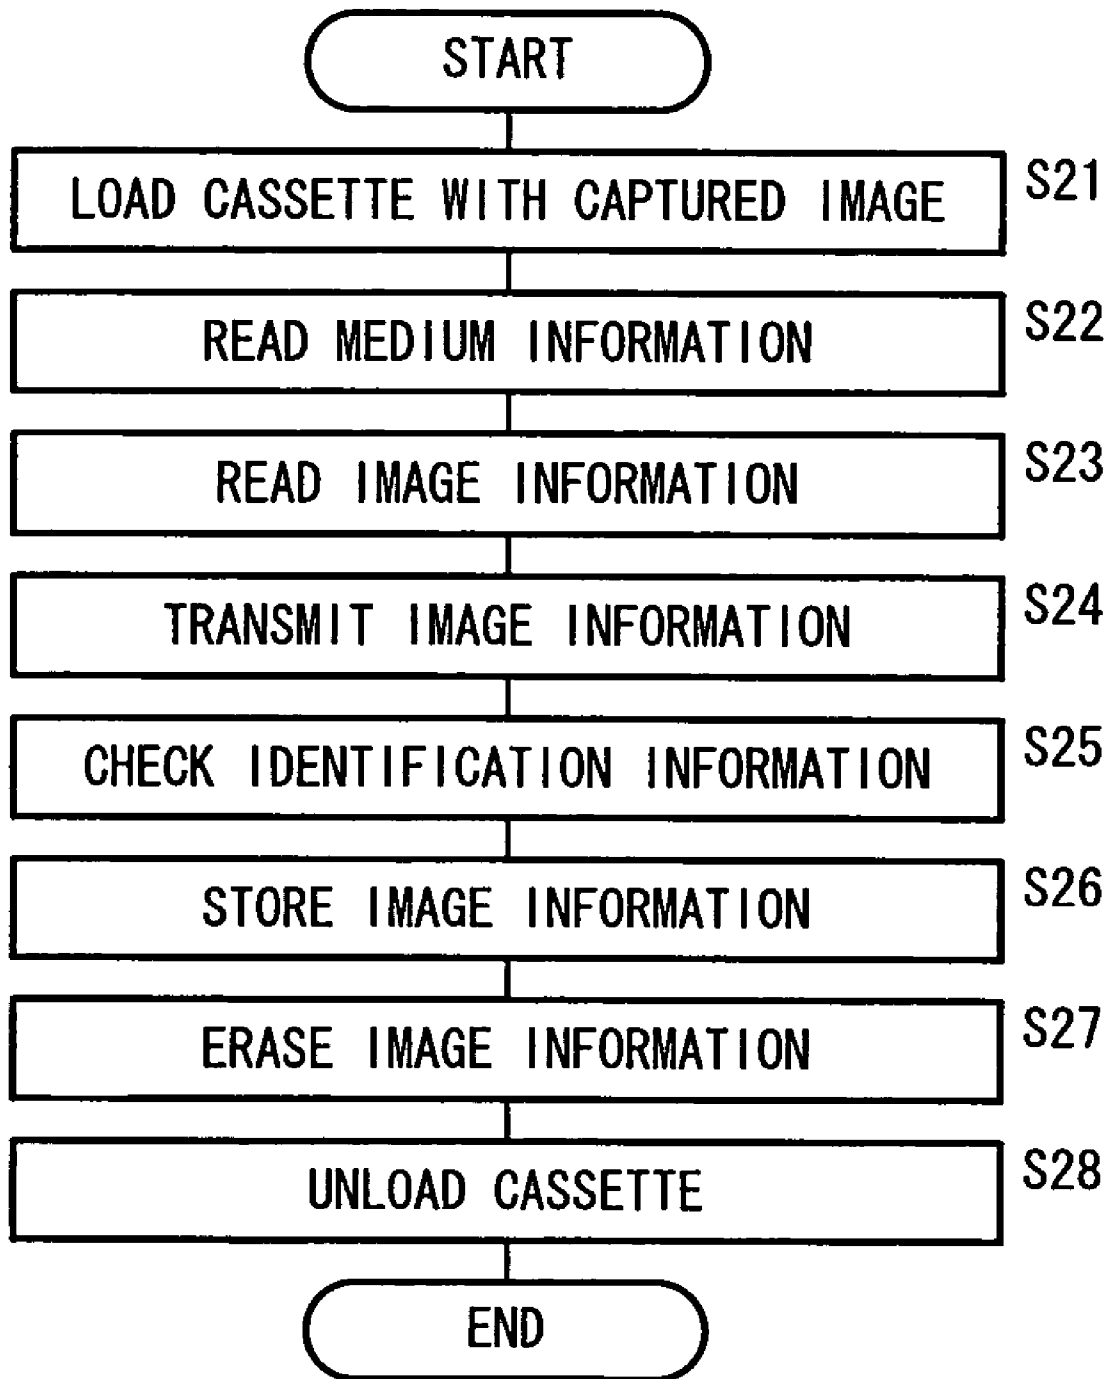 START
LOAD CASSETTE WITH CAPTURED IMAGE S21
READ MEDIUM INFORMATION S22
READ IMAGE INFORMATION S23
TRANSMIT IMAGE INFORMATION S24
CHECK IDENTIFICATION INFORMATION S25
STORE IMAGE INFORMATION S26
ERASE IMAGE INFORMATION S27
UNLOAD CASSETTE S28
END